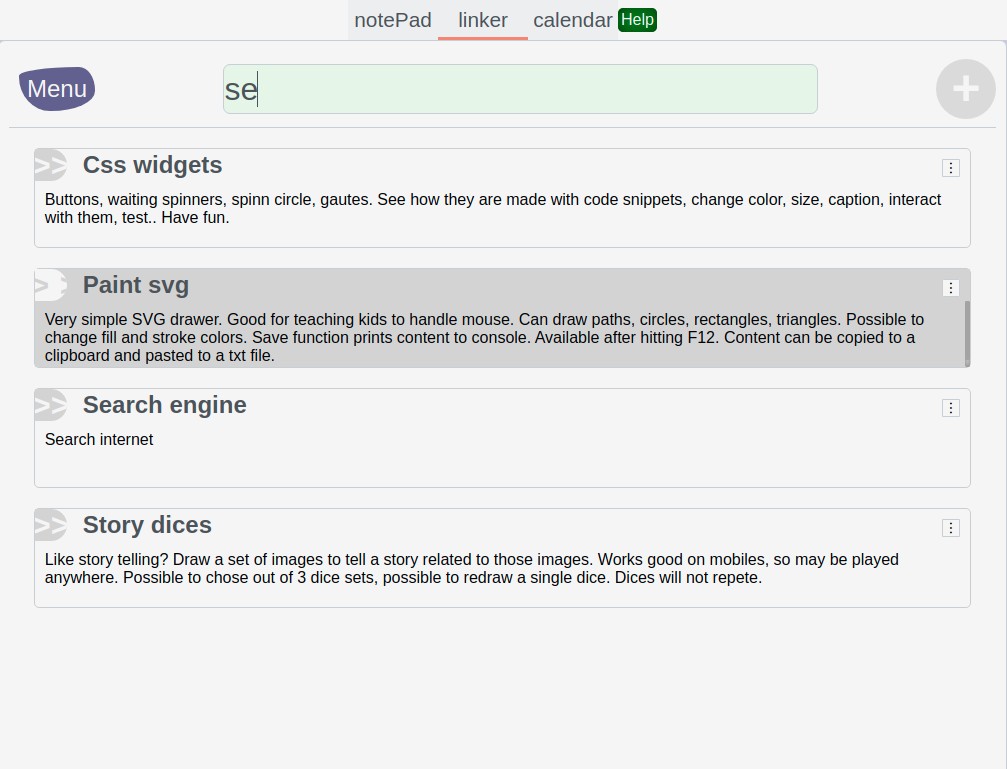 notePad linker calendar Help
Menu
se
+
>> Css widgets
Buttons, waiting spinners, spinn circle, gautes. See how they are made with code snippets, change color, size, caption, interact
with them, test.. Have fun.
> Paint svg
Very simple SVG drawer. Good for teaching kids to handle mouse. Can draw paths, circles, rectangles, triangles. Possible to
change fill and stroke colors. Save function prints content to console. Available after hitting F12. Content can be copied to a
clipboard and pasted to a txt file.
>> Search engine
Search internet
>> Story dices
Like story telling? Draw a set of images to tell a story related to those images. Works good on mobiles, so may be played
anywhere. Possible to chose out of 3 dice sets, possible to redraw a single dice. Dices will not repete.